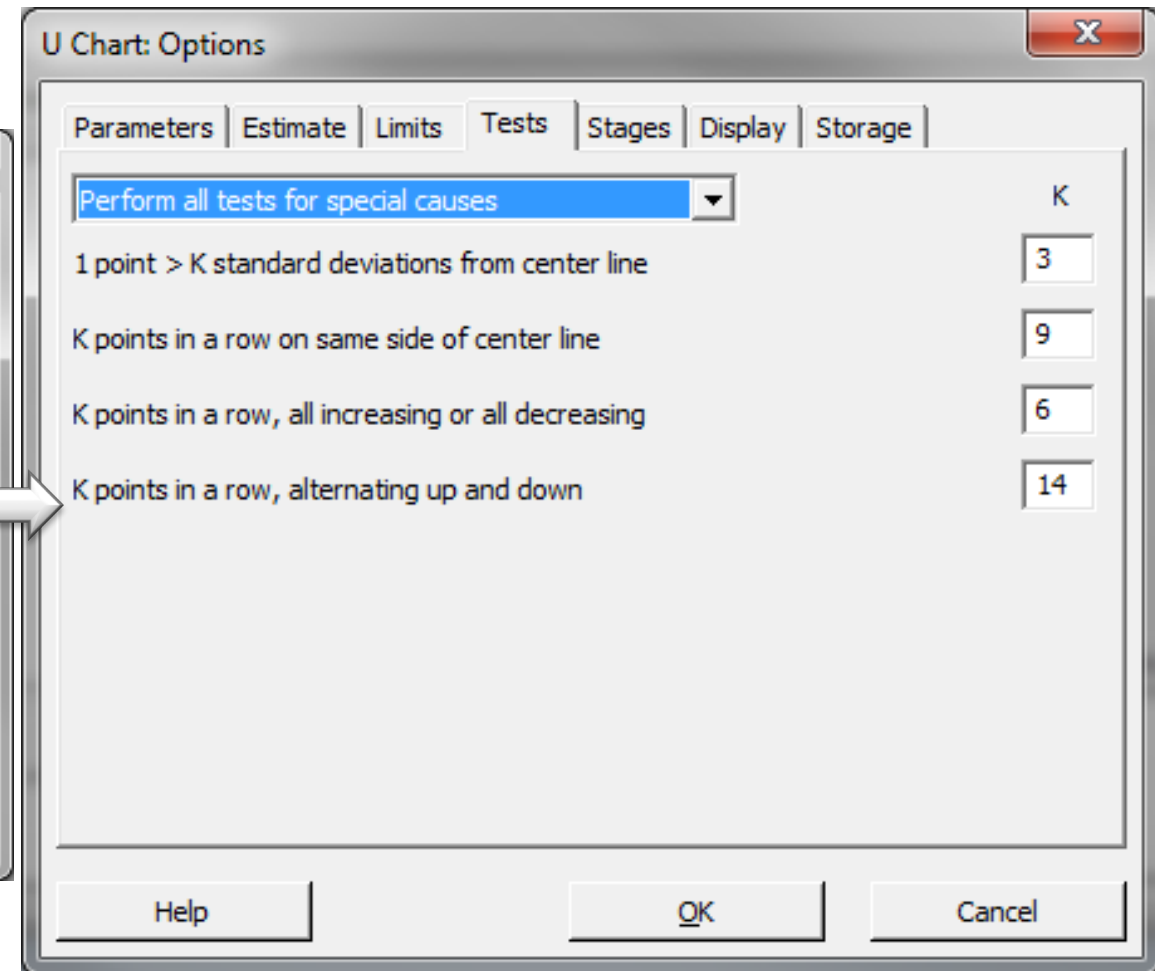 U Chart: Options
Parameters Estimate Limits Tests Stages Display Storage
Perform all tests for special causes K
1 point > K standard deviations from center line 3
K points in a row on same side of center line 9
K points in a row, all increasing or all decreasing 6
K points in a row, alternating up and down 14
Help OK Cancel